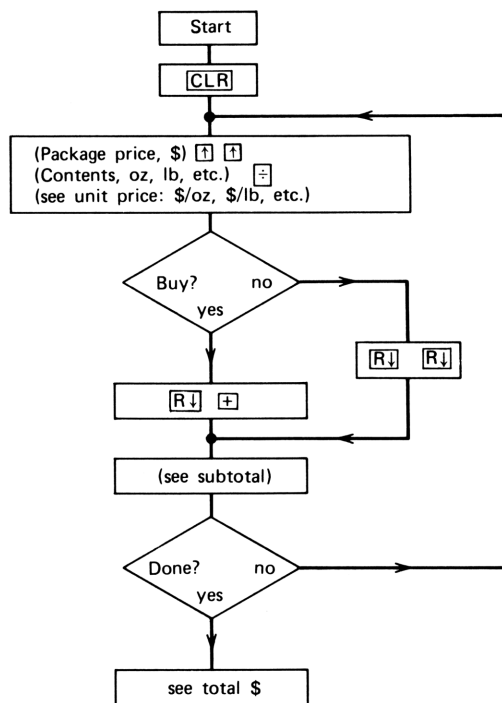 Start
CLR
(Package price, $) ↑ ↑
(Contents, oz, lb, etc.) ÷
(see unit price: $/oz, $/lb, etc.)
Buy? no
yes
R↓ R↓
R↓ +
(see subtotal)
Done? no
yes
see total $